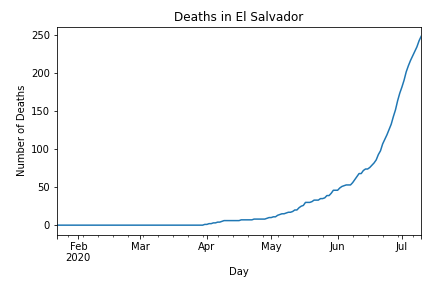 Deaths in El Salvador
250
200
150
100
50
0
Number of Deaths
Feb
2020
Mar
Apr
May
Jun
Jul
Day